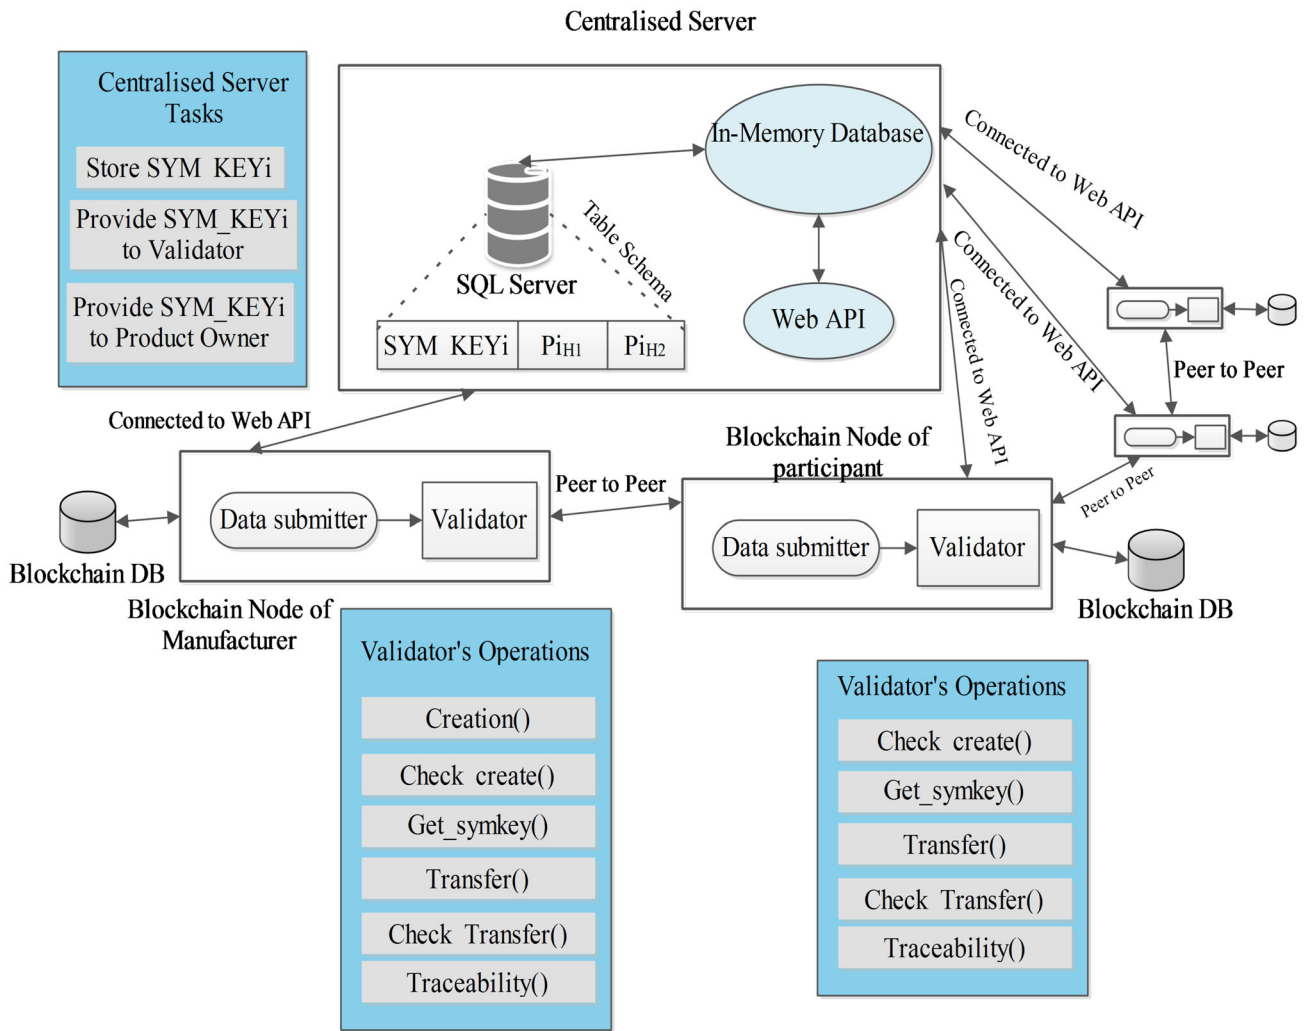 Centralised Server
Centralised Server
Tasks
Store SYM_KEYi
Provide SYM_KEYi
to Validator
Provide SYM_KEYi
to Product Owner
In-Memory Database
SQL Server
Table Schema
Web API
SYM_KEYi
PiH1
PiH2
Connected to Web API
Connected to Web API
Connected to Web API
Connected to Web API
Peer to Peer
Blockchain Node of
participant
Peer to Peer
Peer to Peer
Data submitter
Validator
Blockchain DB
Blockchain Node of
Manufacturer
Data submitter
Validator
Blockchain DB
Validator's Operations
Creation()
Check_create()
Get_symkey()
Transfer()
Check_Transfer()
Traceability()
Validator's Operations
Check_create()
Get_symkey()
Transfer()
Check_Transfer()
Traceability()